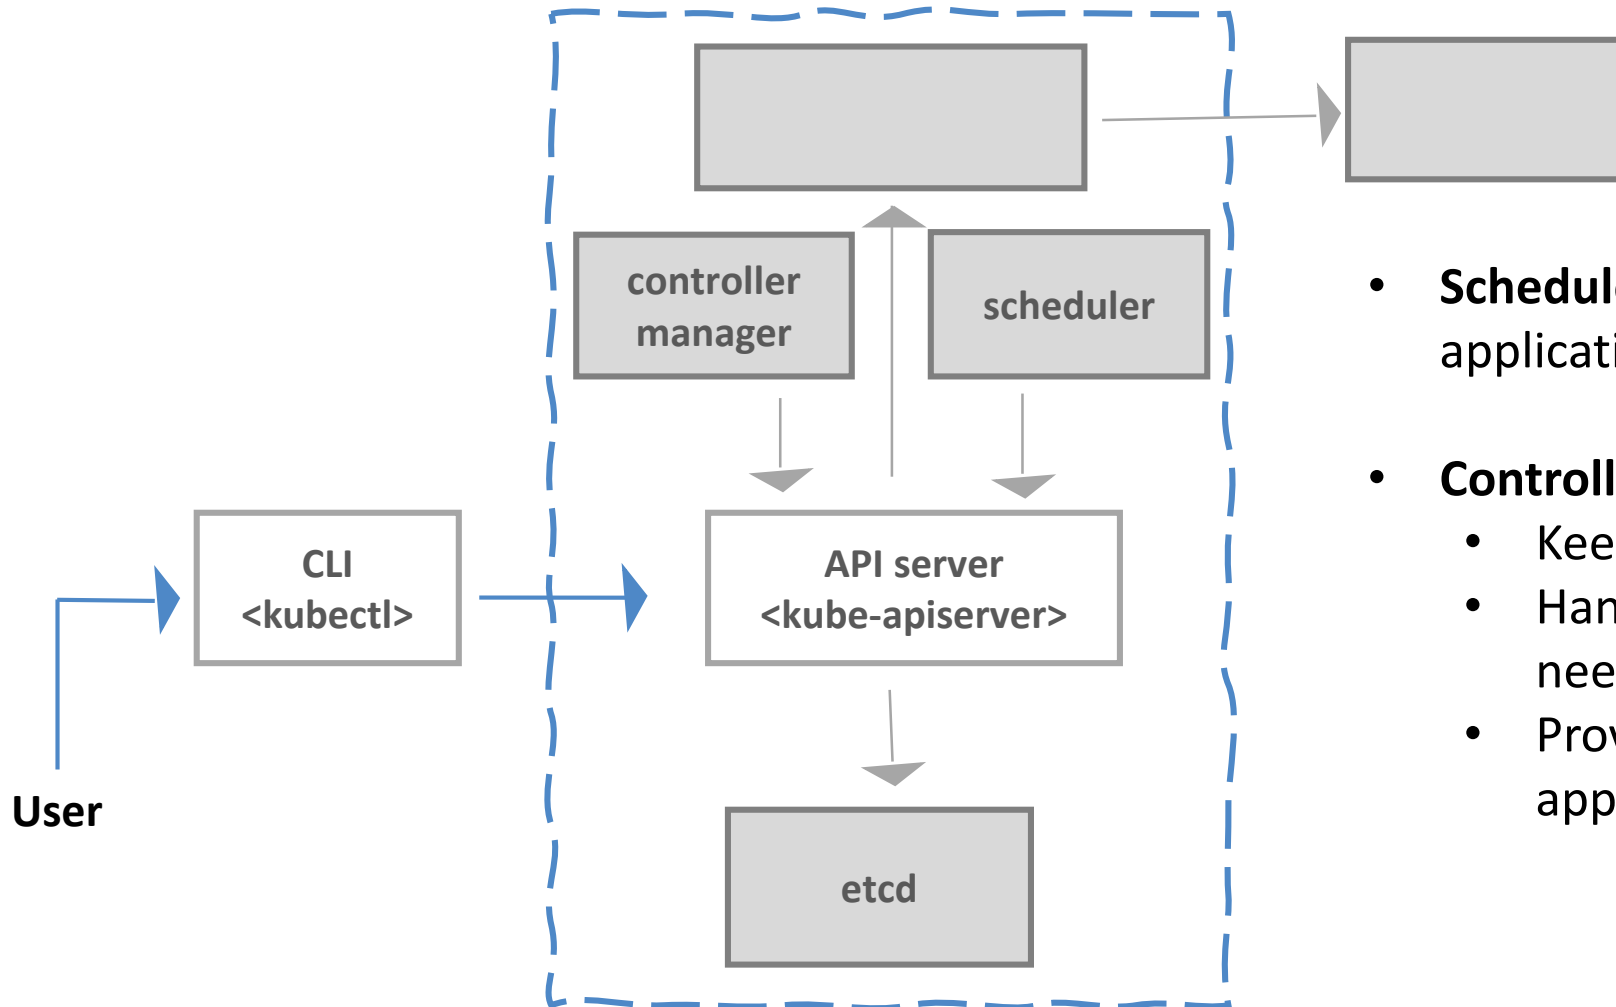 controller
manager
scheduler
CLI
<kubectl>
API server
<kube-apiserver>
User
etcd
•
•
•
•
•